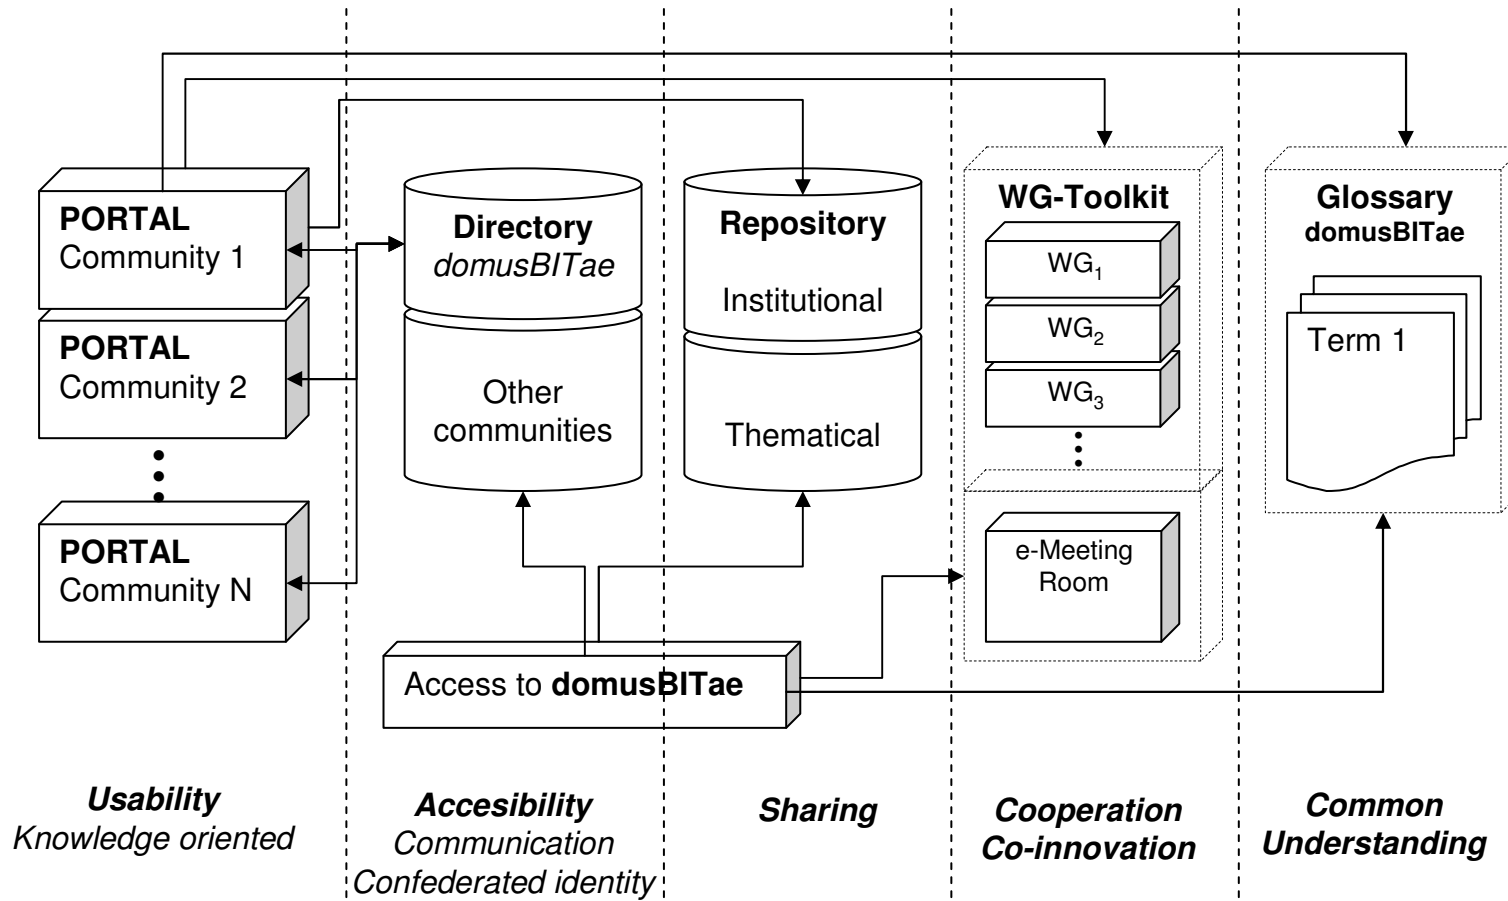 PORTAL
Community 1
PORTAL
Community 2
PORTAL
Community N
Directory
domusBITae
Other
communities
Repository
Institutional
Thematical
WG-Toolkit
WG1
WG2
WG3
e-Meeting
Room
Glossary
domusBITae
Term 1
Access to domusBITae
Usability
Knowledge oriented
Accesibility
Communication
Confederated identity
Sharing
Cooperation
Co-innovation
Common
Understanding